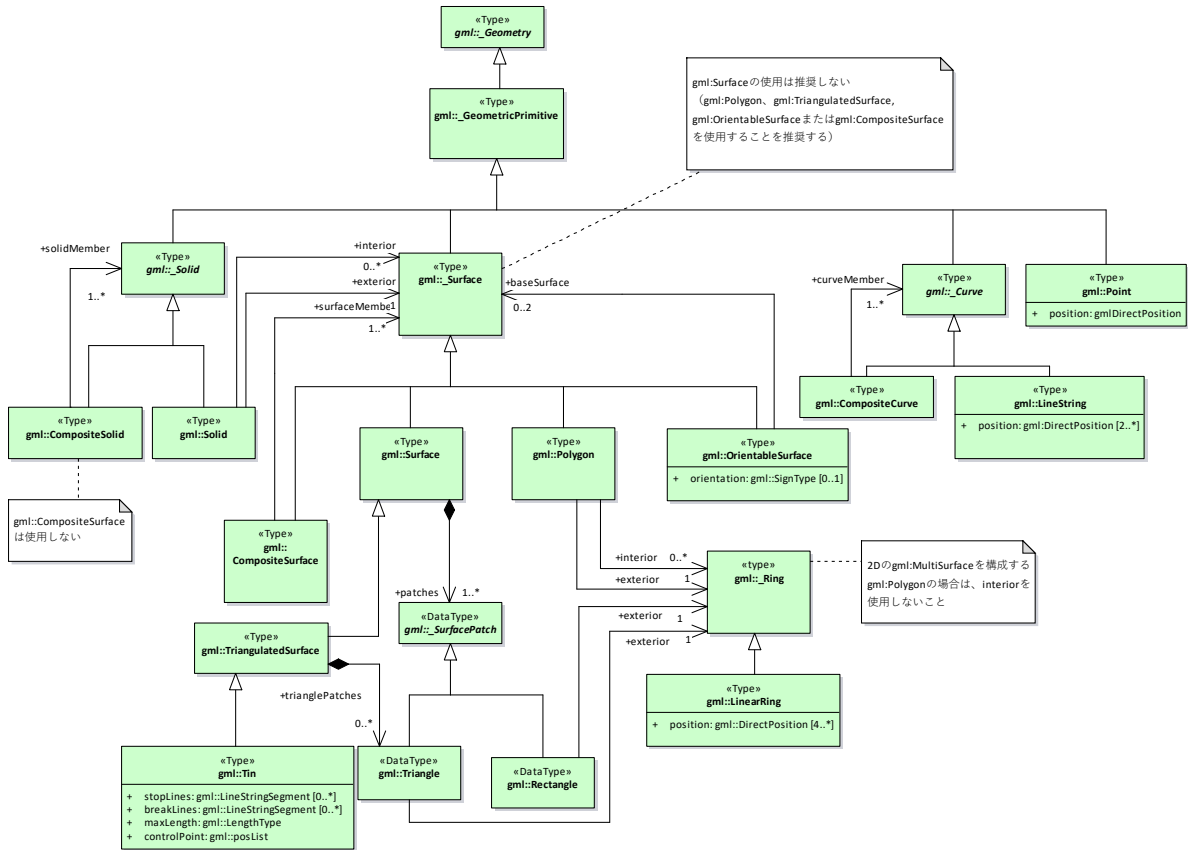 «Type»
gml::_Geometry
«Type»
gml::_GeometricPrimitive
gml:Surfaceの使用は推奨しない
（gml:Polygon、gml:TriangulatedSurface,
gml:OrientableSurfaceまたはgml:CompositeSurface
を使用することを推奨する）
+solidMember
1..*
«Type»
gml::_Solid
+interior
0..*
+exterior
1
+surfaceMembe
1..*
«Type»
gml::_Surface
+baseSurface
0..2
+curveMember
1..*
«Type»
gml::_Curve
«Type»
gml::Point
+ position: gmlDirectPosition
«Type»
gml::CompositeSolid
«Type»
gml::Solid
«Type»
gml::CompositeCurve
«Type»
gml::LineString
+ position: gml:DirectPosition [2..*]
«Type»
gml::Surface
«Type»
gml::Polygon
«Type»
gml::OrientableSurface
+ orientation: gml::SignType [0..1]
gml::CompositeSurface
は使用しない
«Type»
gml::
CompositeSurface
+interior 0..*
+exterior 1
+exterior 1
+exterior 1
«type»
gml::_Ring
2Dのgml:MultiSurfaceを構成する
gml:Polygonの場合は、interiorを
使用しないこと
+patches 1..*
«DataType»
gml::_SurfacePatch
«Type»
gml::TriangulatedSurface
+trianglePatches
0..*
«Type»
gml::LinearRing
+ position: gml::DirectPosition [4..*]
«Type»
gml::Tin
+ stopLines: gml::LineStringSegment [0..*]
+ breakLines: gml::LineStringSegment [0..*]
+ maxLength: gml::LengthType
+ controlPoint: gml::posList
«DataType»
gml::Triangle
«DataType»
gml::Rectangle